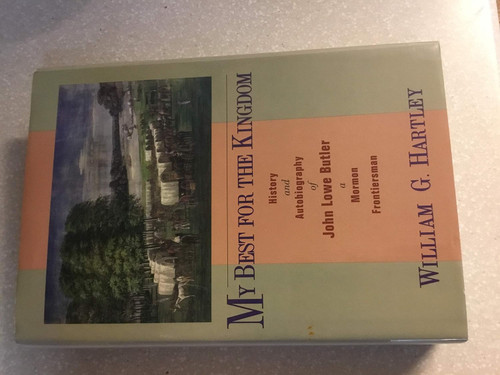 MY BEST FOR THE KINGDOM
History
and
Autobiography
of
John Lowe Butler
a
Mormon
Frontiersman
WILLIAM G. HARTLEY